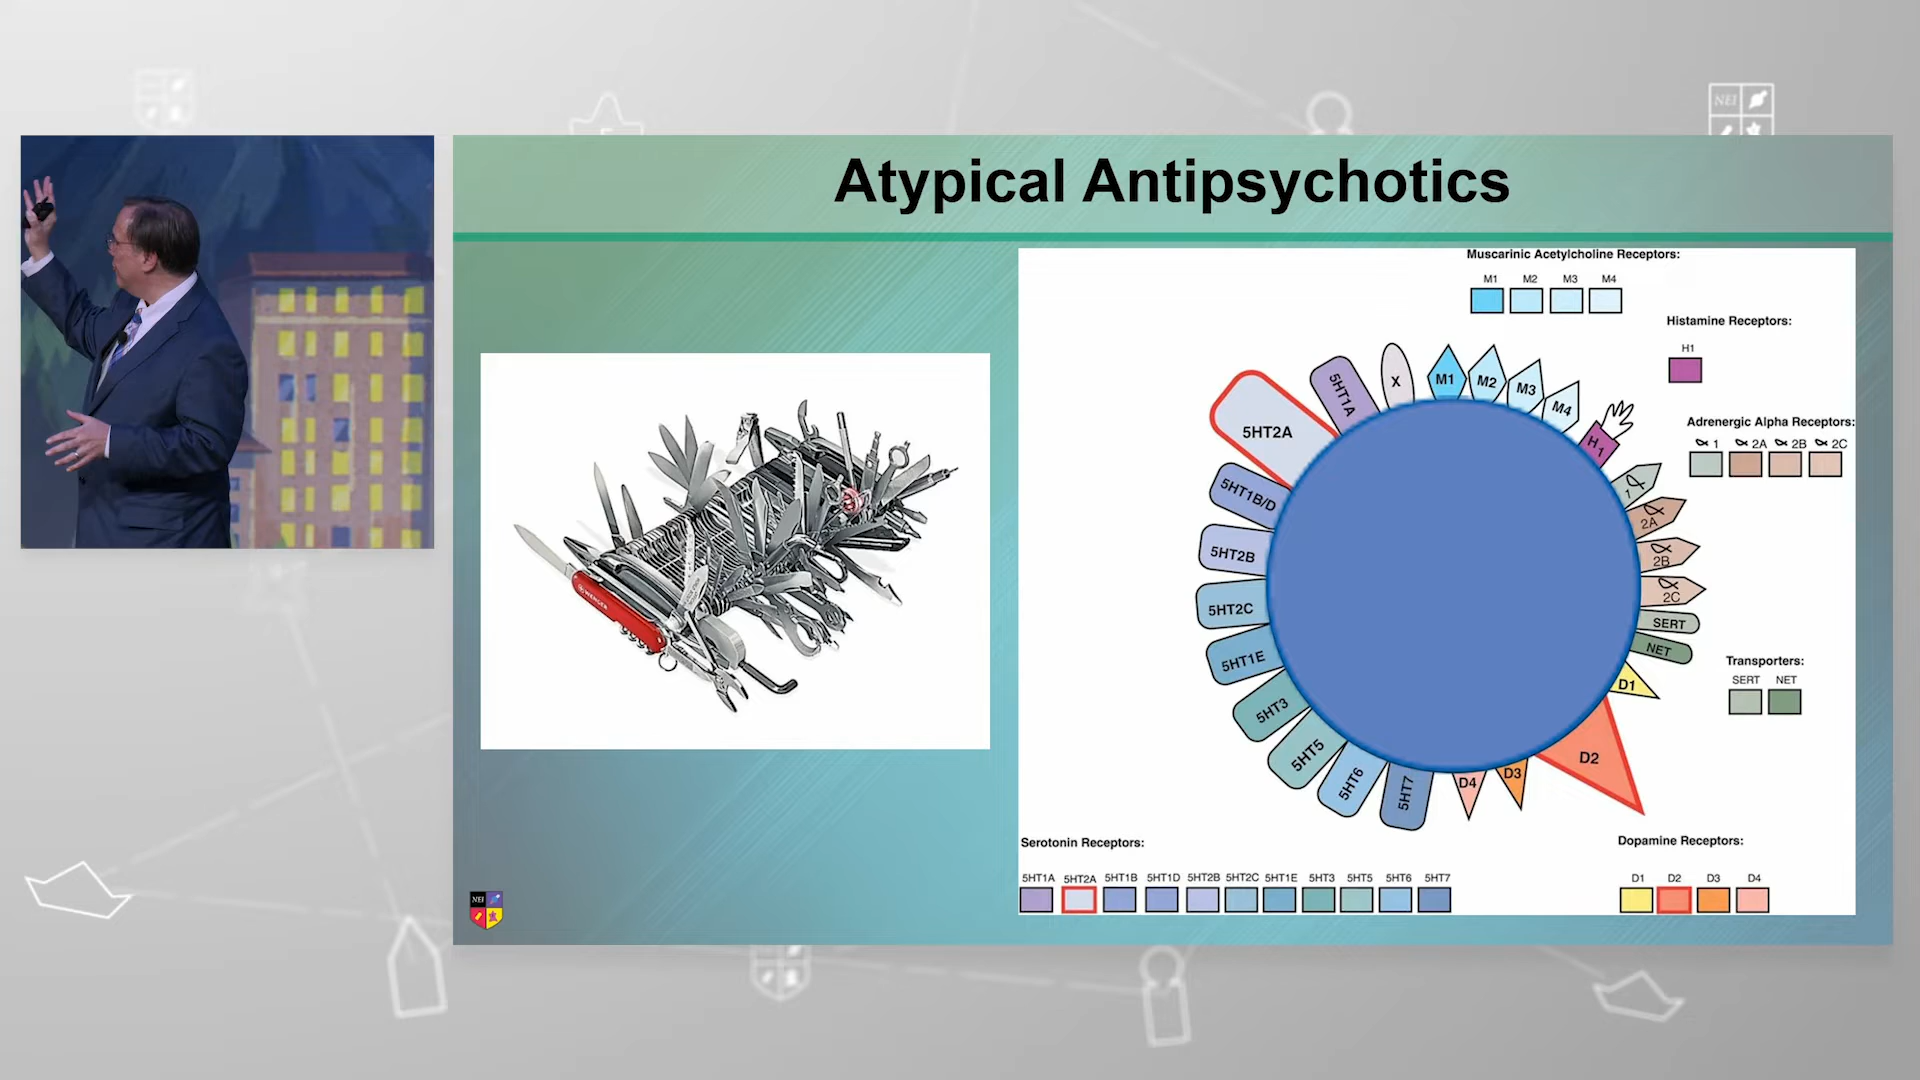 NEI
Atypical Antipsychotics
WENGER
Muscarinic Acetylcholine Receptors:
M1 M2 M3 M4
Histamine Receptors:
H1
Adrenergic Alpha Receptors:
1 2A 2B 2C
5HT2A
5HT1A
X
M1
M2
M3
M4
H1
1
2A
2B
2C
SERT
NET
D1
D2
D3
D4
5HT7
5HT6
5HT5
5HT3
5HT1E
5HT2C
5HT2B
5HT1B/D
Transporters:
SERT NET
Serotonin Receptors:
5HT1A 5HT2A 5HT1B 5HT1D 5HT2B 5HT2C 5HT1E 5HT3 5HT5 5HT6 5HT7
Dopamine Receptors:
D1 D2 D3 D4
NEI